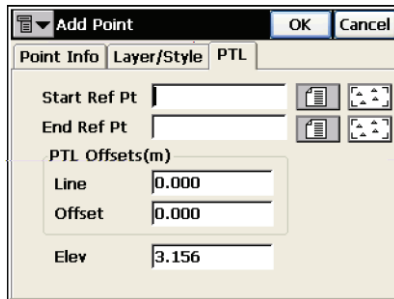 Add Point OK Cancel
Point Info Layer/Style PTL
Start Ref Pt
End Ref Pt
PTL Offsets(m)
Line 0.000
Offset 0.000
Elev 3.156